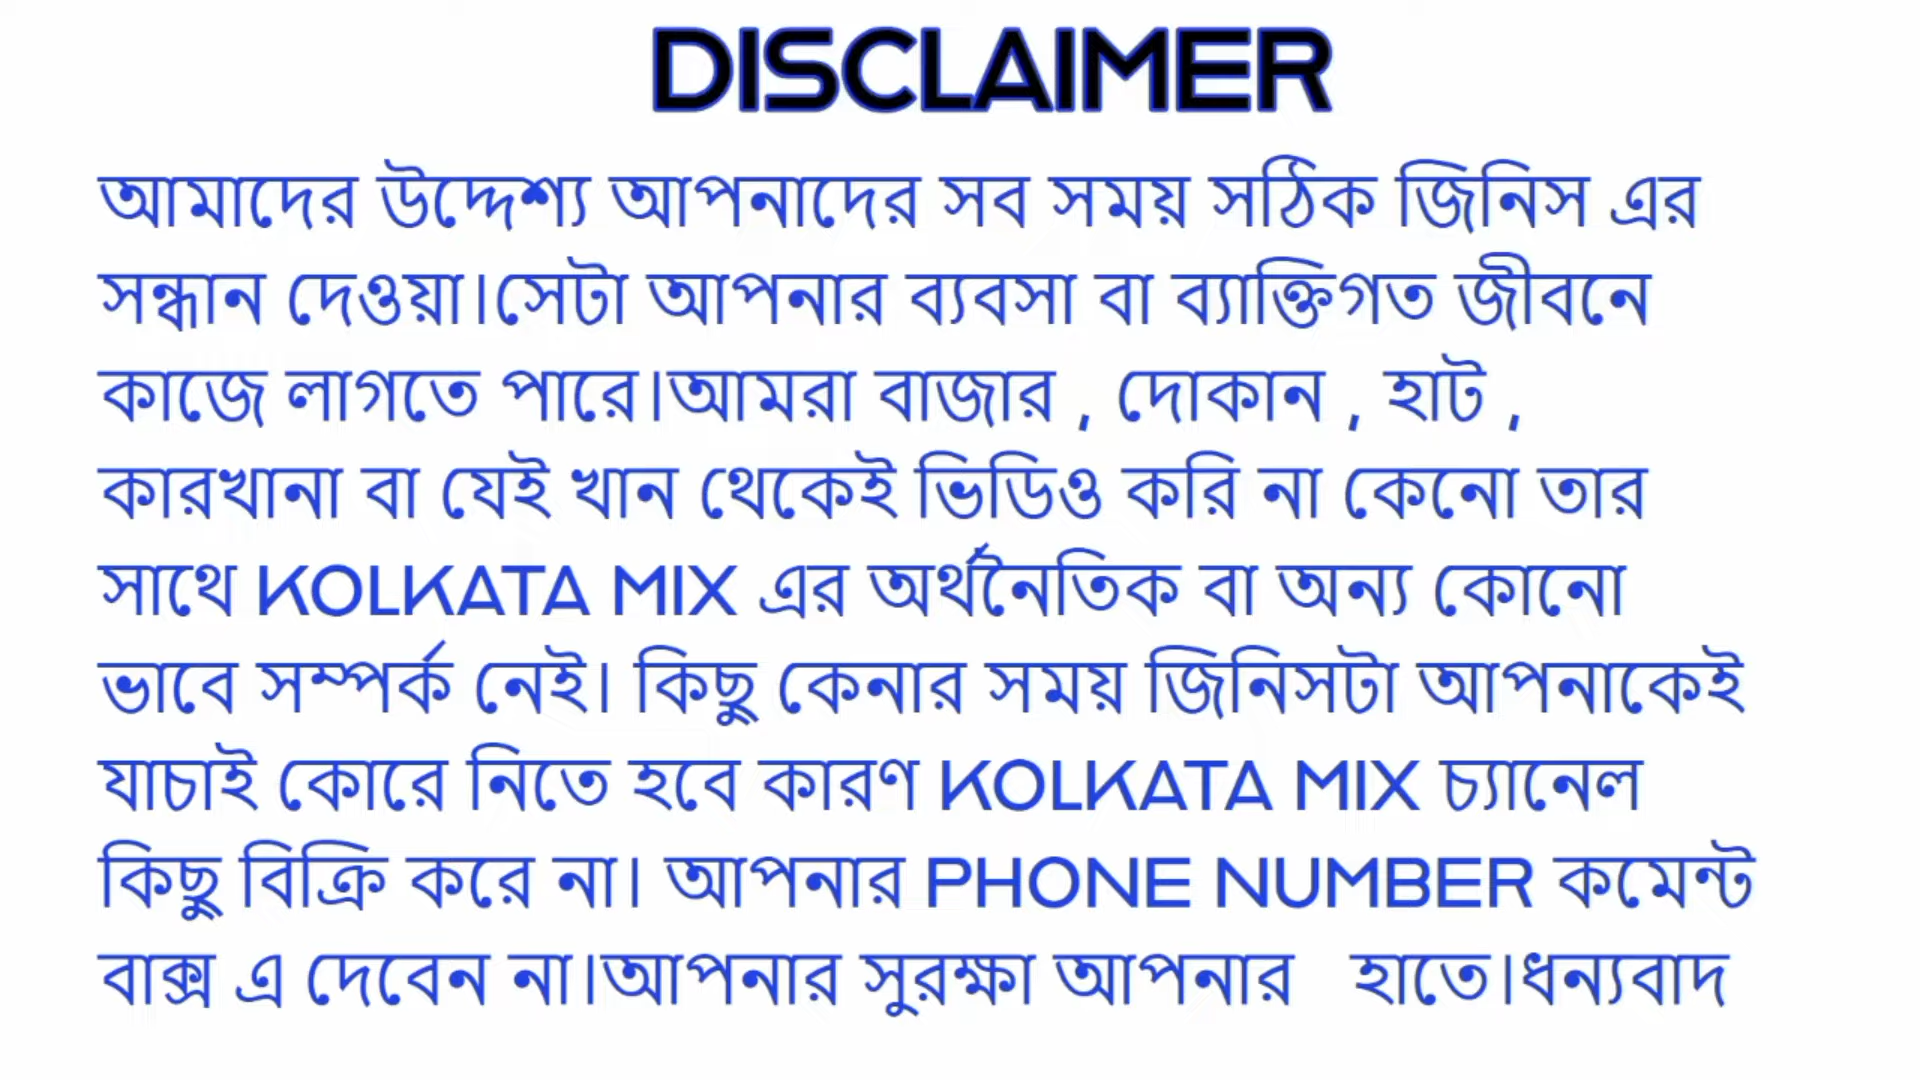 DISCLAIMER
আমাদের উদ্দেশ্য আপনাদের সব সময় সঠিক জিনিস এর
সন্ধান দেওয়া।সেটা আপনার ব্যবসা বা ব্যাক্তিগত জীবনে
কাজে লাগতে পারে।আমরা বাজার , দোকান , হাট ,
কারখানা বা যেই খান থেকেই ভিডিও করি না কেনো তার
সাথে KOLKATA MIX এর অর্থনৈতিক বা অন্য কোনো
ভাবে সম্পর্ক নেই। কিছু কেনার সময় জিনিসটা আপনাকেই
যাচাই কোরে নিতে হবে কারণ KOLKATA MIX চ্যানেল
কিছু বিক্রি করে না। আপনার PHONE NUMBER কমেন্ট
বাক্স এ দেবেন না।আপনার সুরক্ষা আপনার হাতে।ধন্যবাদ